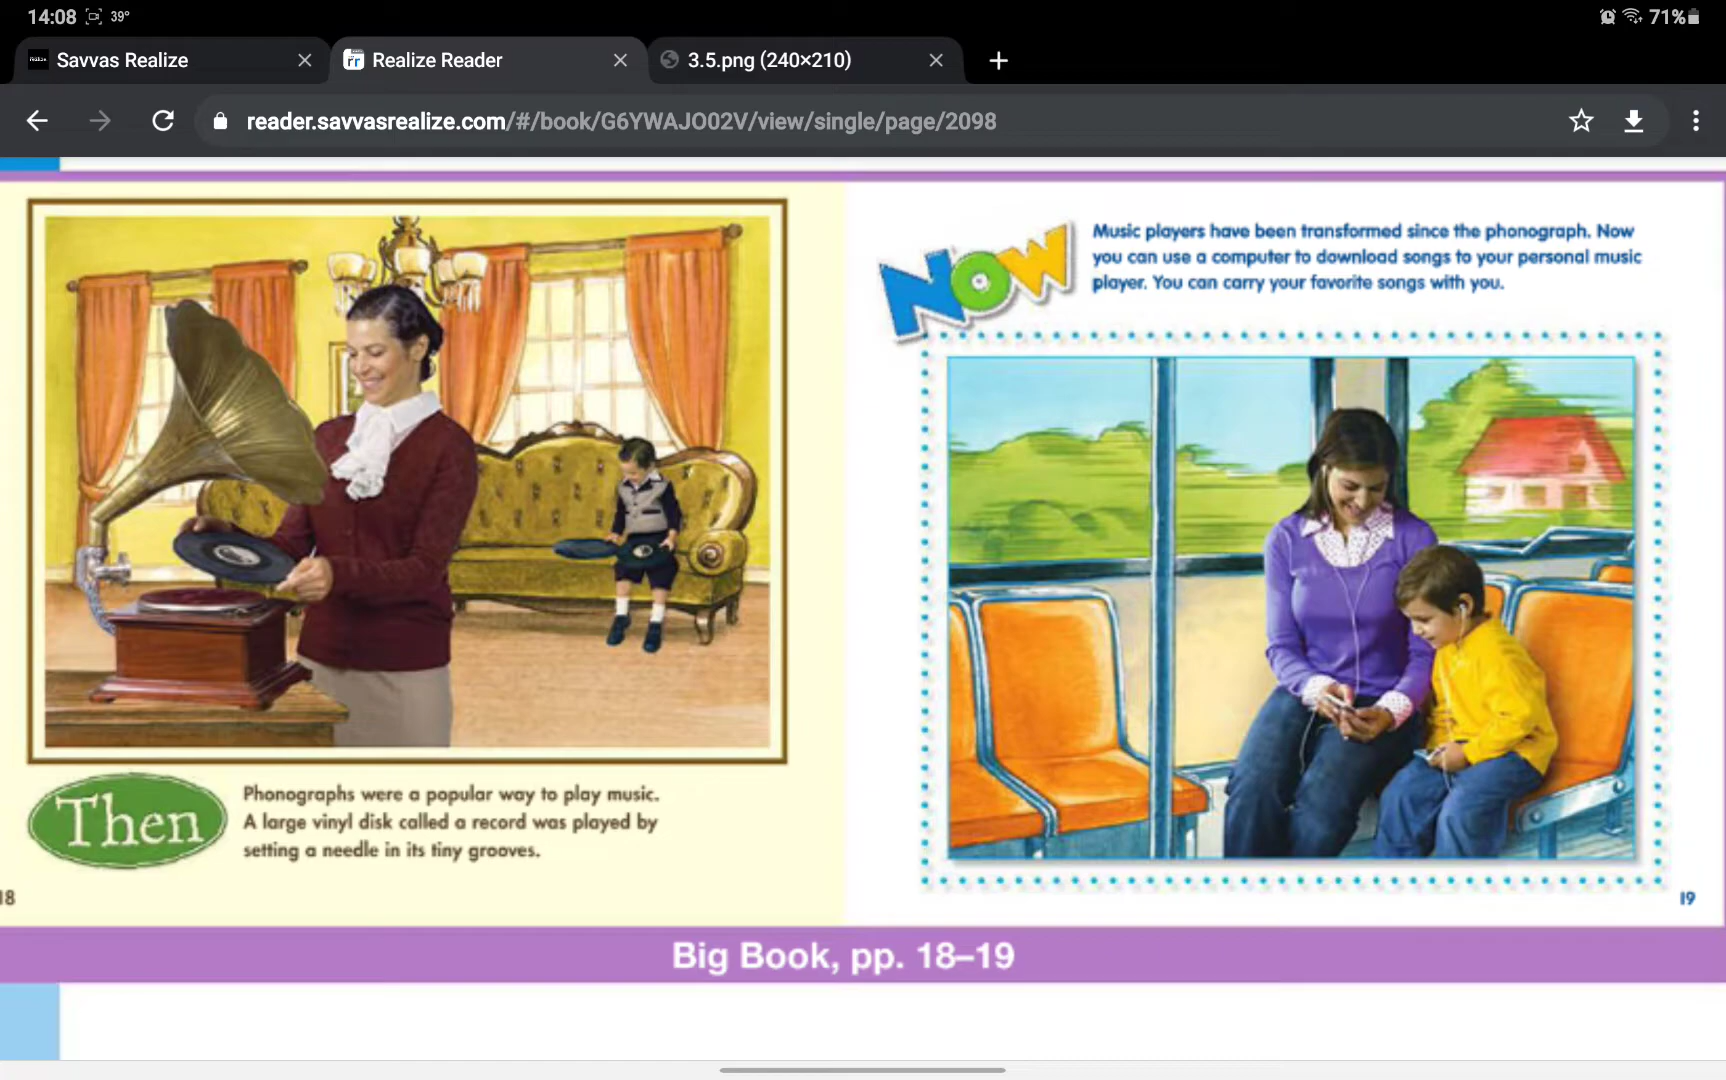 14:08 39° 71%
Savvas Realize
Realize Reader
3.5.png (240×210)
reader.savvasrealize.com/#/book/G6YWAJO02V/view/single/page/2098
Then
Phonographs were a popular way to play music.
A large vinyl disk called a record was played by
setting a needle in its tiny grooves.
18
NOW
Music players have been transformed since the phonograph. Now
you can use a computer to download songs to your personal music
player. You can carry your favorite songs with you.
19
Big Book, pp. 18–19